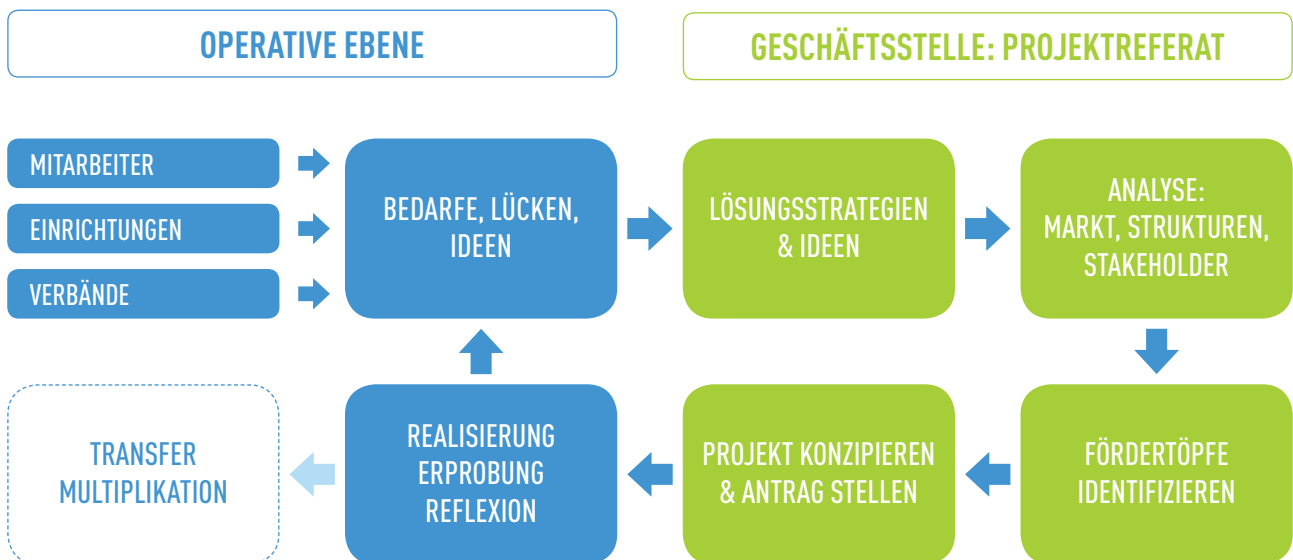 OPERATIVE EBENE
GESCHÄFTSSTELLE: PROJEKTREFERAT
MITARBEITER
EINRICHTUNGEN
VERBÄNDE
BEDARFE, LÜCKEN,
IDEEN
LÖSUNGSSTRATEGIEN
& IDEEN
ANALYSE:
MARKT, STRUKTUREN,
STAKEHOLDER
FÖRDERTÖPFE
IDENTIFIZIEREN
PROJEKT KONZIPIEREN
& ANTRAG STELLEN
REALISIERUNG
ERPROBUNG
REFLEXION
TRANSFER
MULTIPLIKATION